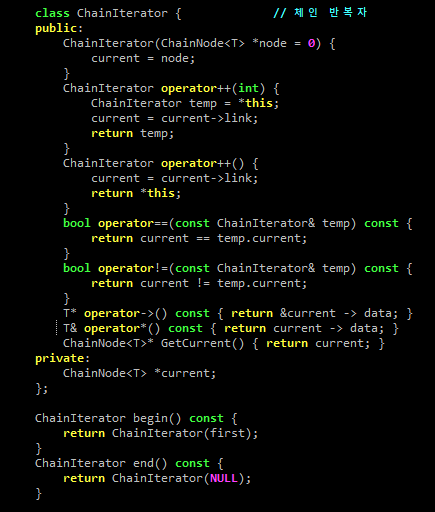 class ChainIterator {             // 체인 반복자
public:
    ChainIterator(ChainNode<T> *node = 0) {
        current = node;
    }
    ChainIterator operator++(int) {
        ChainIterator temp = *this;
        current = current->link;
        return temp;
    }
    ChainIterator operator++() {
        current = current->link;
        return *this;
    }
    bool operator==(const ChainIterator& temp) const {
        return current == temp.current;
    }
    bool operator!=(const ChainIterator& temp) const {
        return current != temp.current;
    }
    T* operator->() const { return &current -> data; }
    T& operator*() const { return current -> data; }
    ChainNode<T>* GetCurrent() { return current; }
private:
    ChainNode<T> *current;
};

ChainIterator begin() const {
    return ChainIterator(first);
}
ChainIterator end() const {
    return ChainIterator(NULL);
}